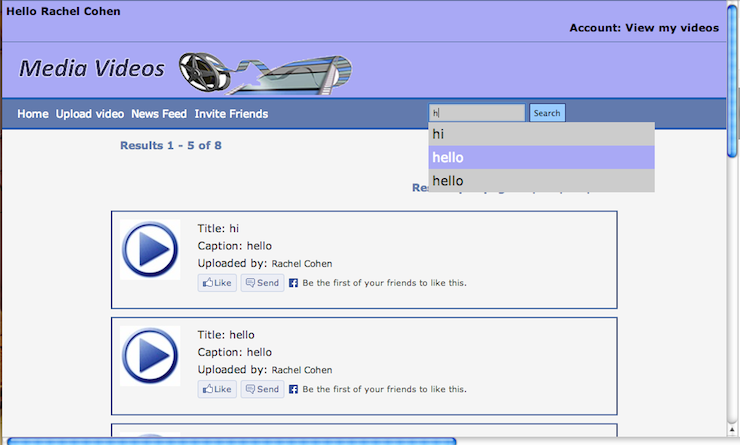 Hello Rachel Cohen
Account: View my videos
Media Videos
Home Upload video News Feed Invite Friends
h
Search
hi
hello
hello
Results 1 - 5 of 8
Title: hi
Caption: hello
Uploaded by: Rachel Cohen
Like Send Be the first of your friends to like this.
Title: hello
Caption: hello
Uploaded by: Rachel Cohen
Like Send Be the first of your friends to like this.